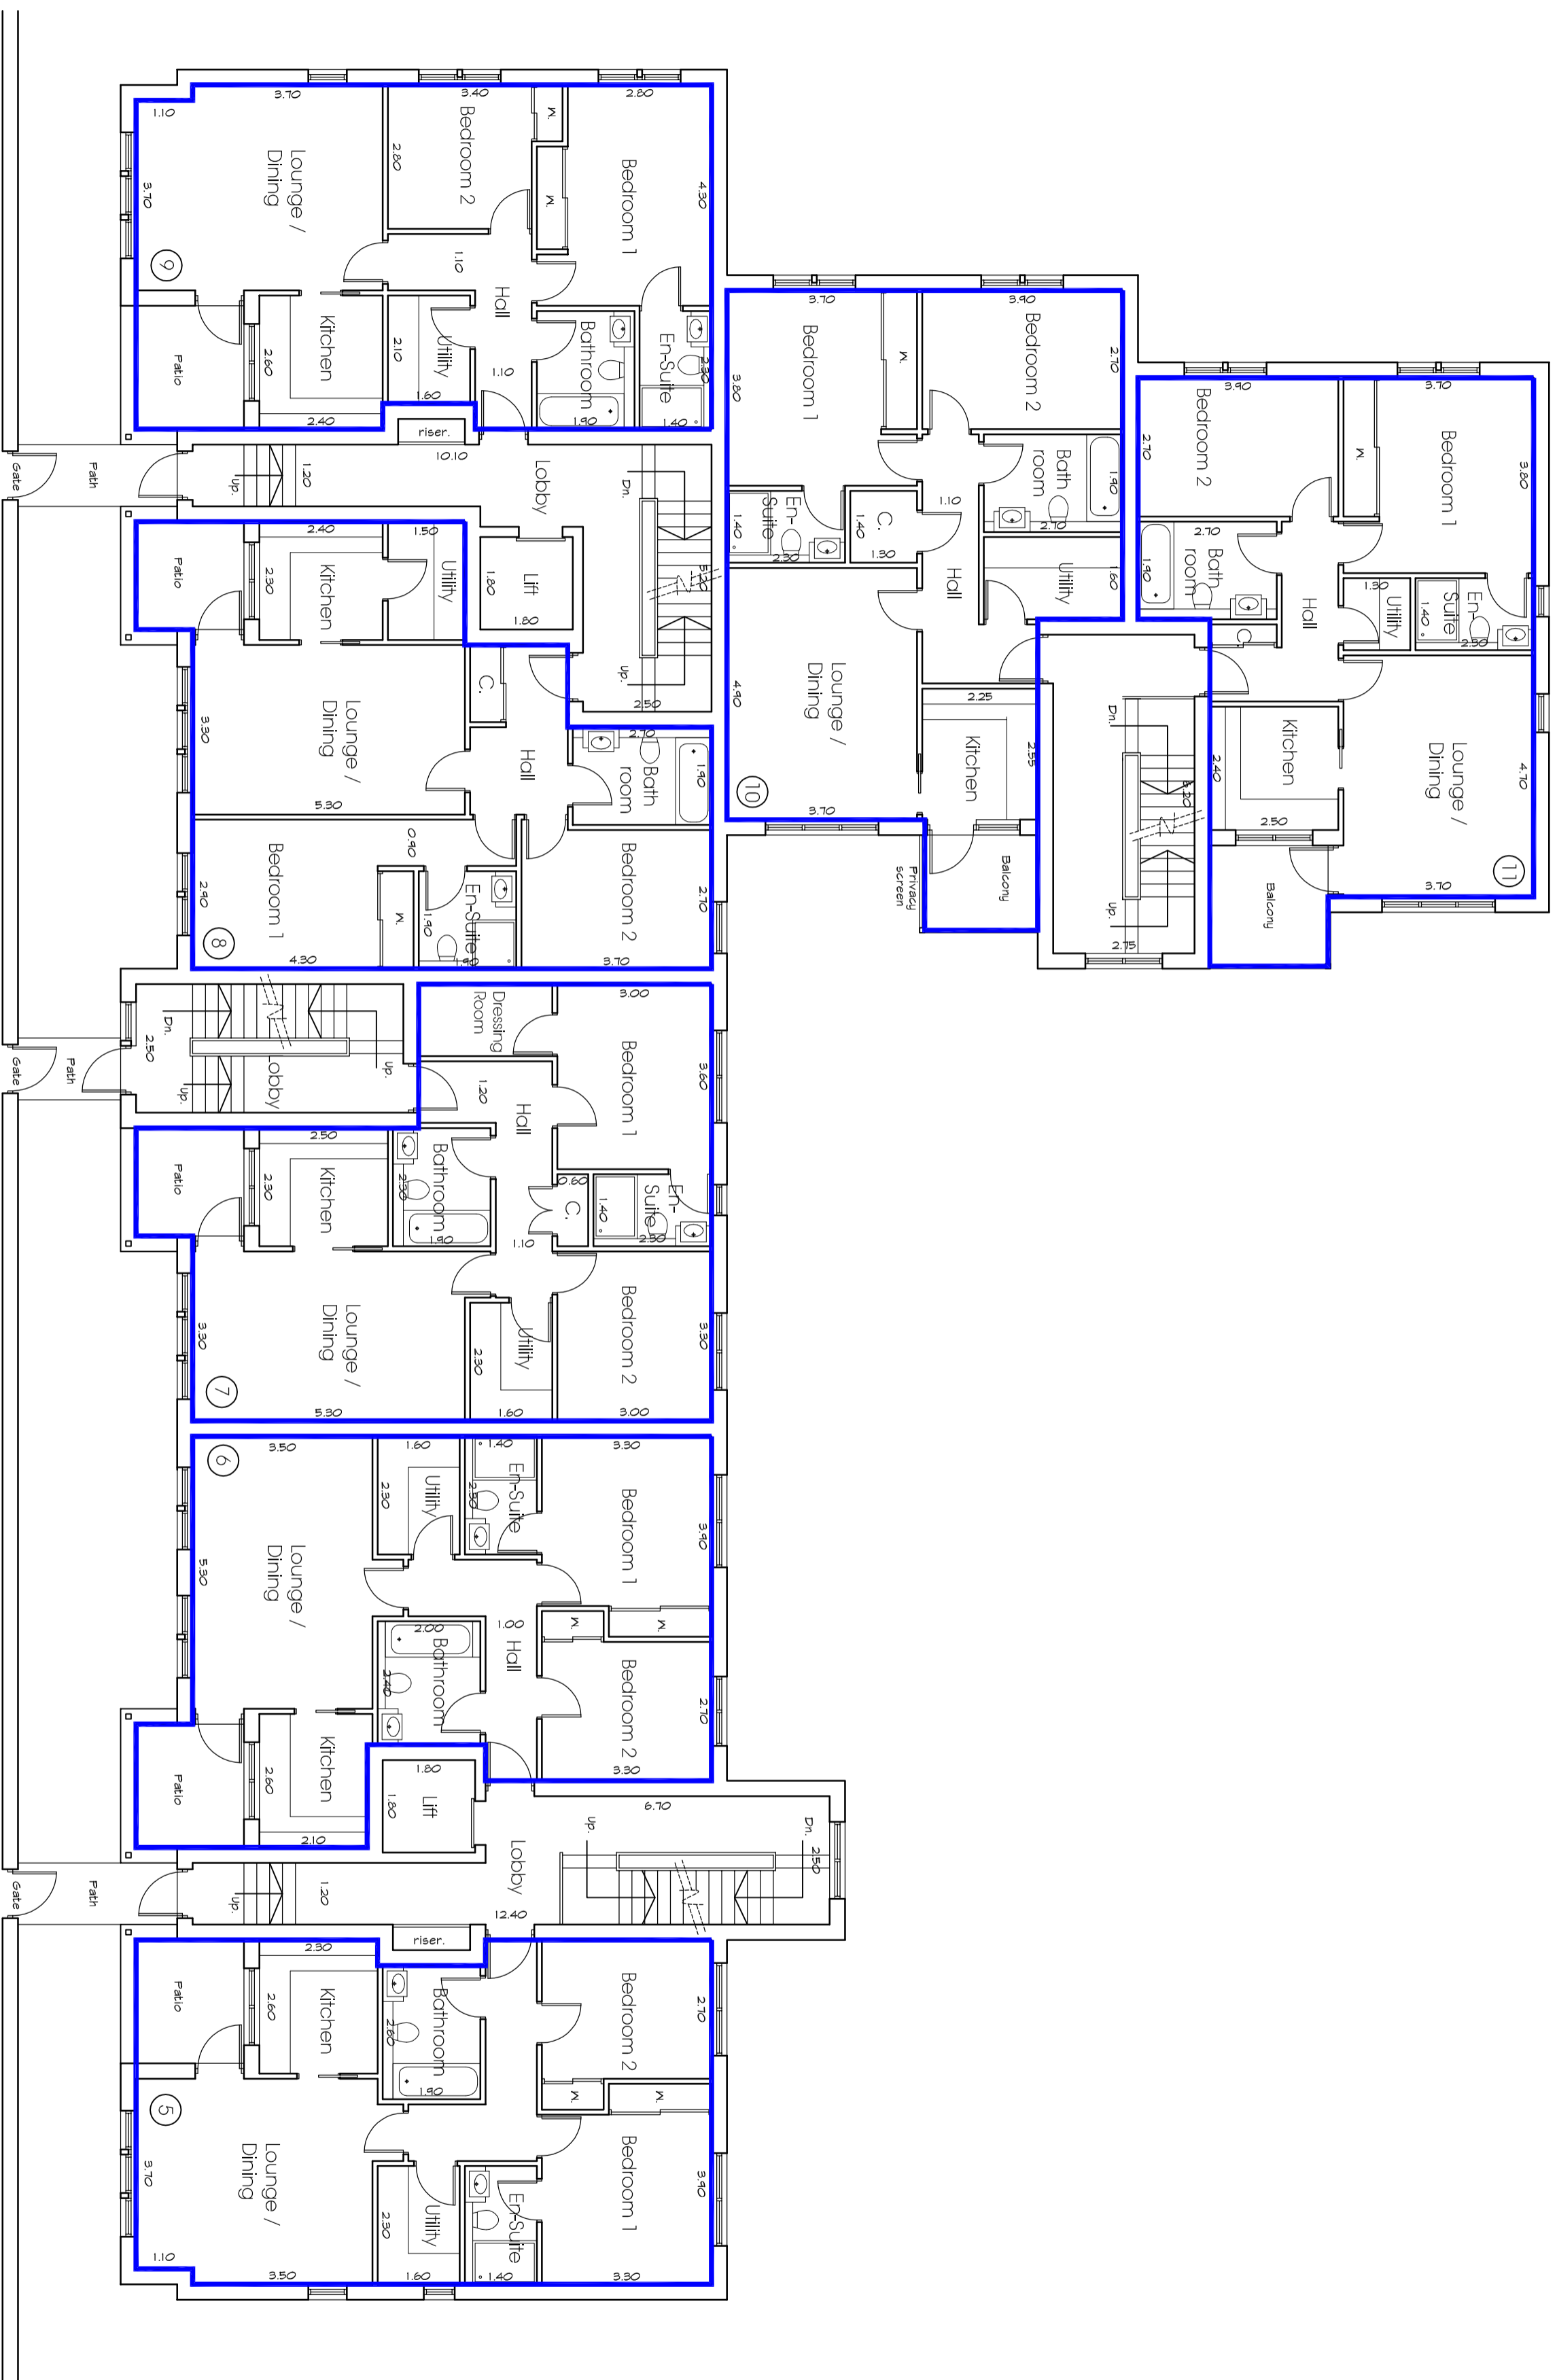 3.70
3.40
2.80
1.10
W.
Bedroom 2
2.80
Lounge /
Dining
3.70
Bedroom 1
4.30
W.
9
1.10
Hall
Kitchen
2.60
2.10
Utility
Bathroom
En-Suite
2.30
Patio
1.10
1.60
1.90
1.40
2.40
riser.
10.10
Gate
Path
Up.
1.20
Lobby
Dn.
2.40
1.50
Patio
2.30
Kitchen
Utility
1.80
Lift
1.80
5.20
Up.
2.50
C.
Lounge /
Dining
3.30
5.30
Hall
2.70
Bath
room
1.90
0.90
Bedroom 1
2.90
8
4.30
W.
1.90
En-Suite
1.90
Bedroom 2
2.70
3.70
3.70
3.90
Bedroom 1
3.80
W.
Bedroom 2
2.70
En-
Suite
1.40
2.30
C.
1.40
1.30
1.10
Bath
room
1.90
2.70
Hall
Utility
1.60
Lounge /
Dining
4.90
10
3.70
2.25
Kitchen
2.55
Privacy
screen
Balcony
3.90
3.70
Bedroom 2
2.70
W.
Bedroom 1
3.80
2.70
Bath
room
1.90
Hall
1.30
Utility
En-
Suite
1.40
2.30
C.
Kitchen
2.40
2.50
Lounge /
Dining
4.70
11
3.70
Balcony
Dn.
5.20
Up.
2.75
Dn.
2.50
Lobby
Up.
Up.
Gate
Path
Dressing
Room
3.00
Bedroom 1
3.60
1.20
Hall
2.50
Patio
2.30
Kitchen
2.30
Bathroom
1.90
0.60
C.
1.40
En-
Suite
2.30
1.10
Lounge /
Dining
3.30
7
5.30
Utility
2.30
1.60
Bedroom 2
3.30
3.00
6
3.50
1.60
1.40
3.30
Utility
2.30
En-Suite
2.30
Bedroom 1
3.90
Lounge /
Dining
5.30
2.00
Bathroom
2.40
1.00
Hall
W.
W.
Bedroom 2
2.70
3.30
Patio
2.60
Kitchen
2.10
1.80
Lift
1.80
6.70
Up.
Dn.
2.50
Lobby
12.40
Gate
Path
Up.
1.20
riser.
2.30
Patio
2.60
Kitchen
Bathroom
2.60
1.90
Bedroom 2
2.70
W.
W.
5
Lounge /
Dining
3.70
1.10
3.50
Utility
2.30
1.60
En-Suite
1.40
Bedroom 1
3.90
3.30